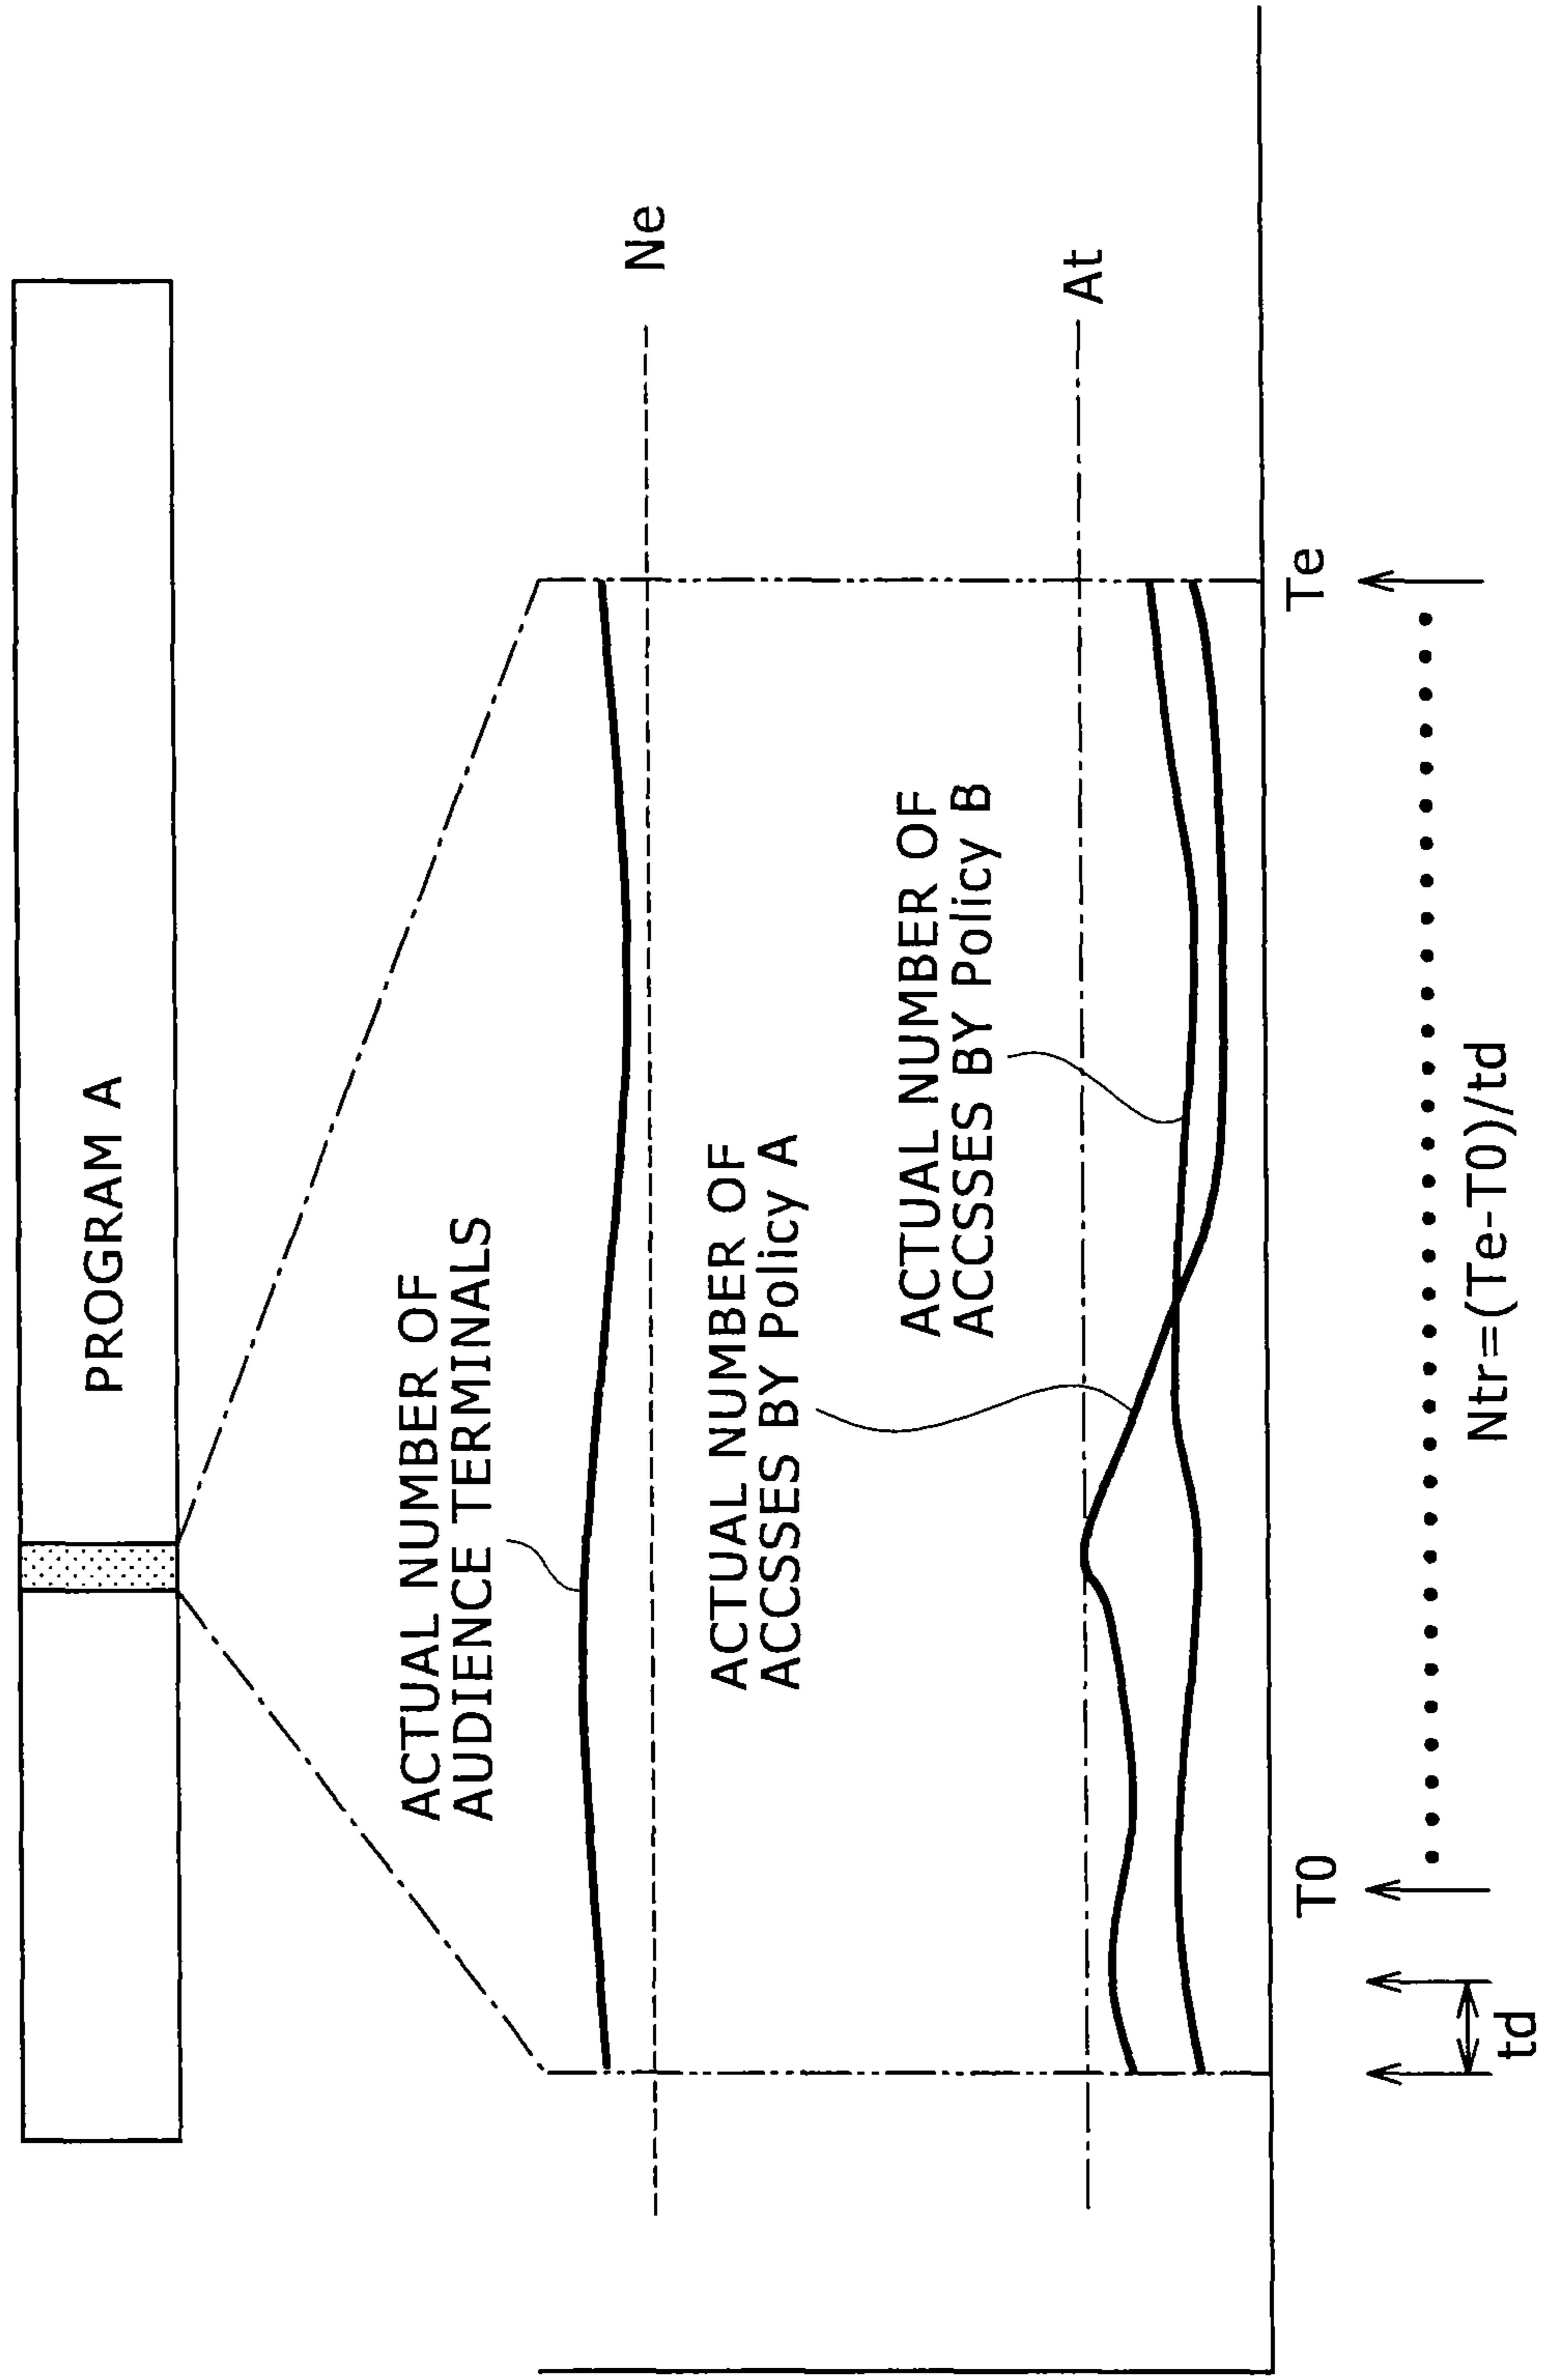 PROGRAM A
ACTUAL NUMBER OF
AUDIENCE TERMINALS
Ne
ACTUAL NUMBER OF
ACCSSES BY Policy A
ACTUAL NUMBER OF
ACCSSES BY Policy B
At
T0
Te
td
Ntr=(Te-T0)/td